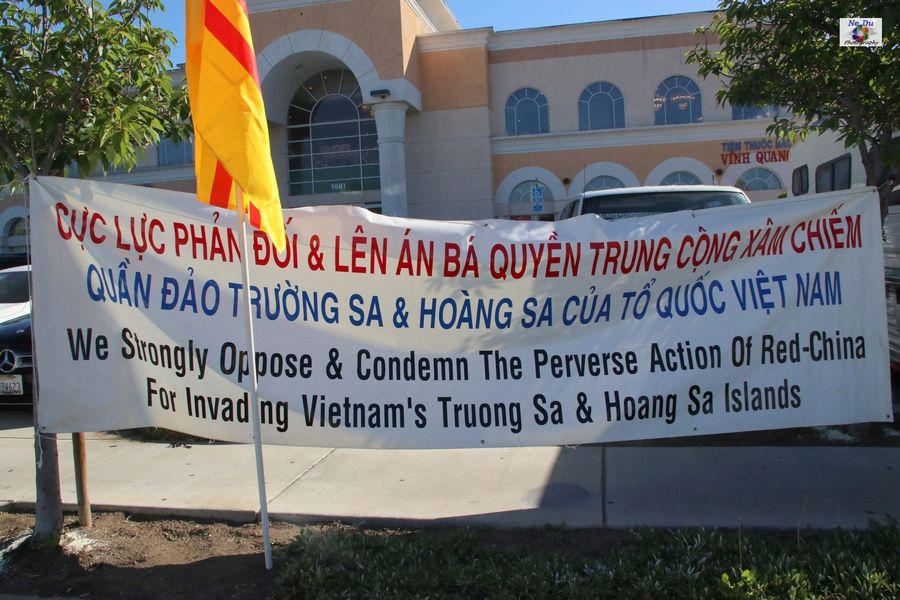 Ne Du
Photography
1001
TIỆM THUỐC BẮC
VĨNH QUANG
CỰC LỰC PHẢN ĐỐI & LÊN ÁN BÁ QUYỀN TRUNG CỘNG XÂM CHIẾM
QUẦN ĐẢO TRƯỜNG SA & HOÀNG SA CỦA TỔ QUỐC VIỆT NAM
We Strongly Oppose & Condemn The Perverse Action Of Red-China
For Invading Vietnam's Truong Sa & Hoang Sa Islands